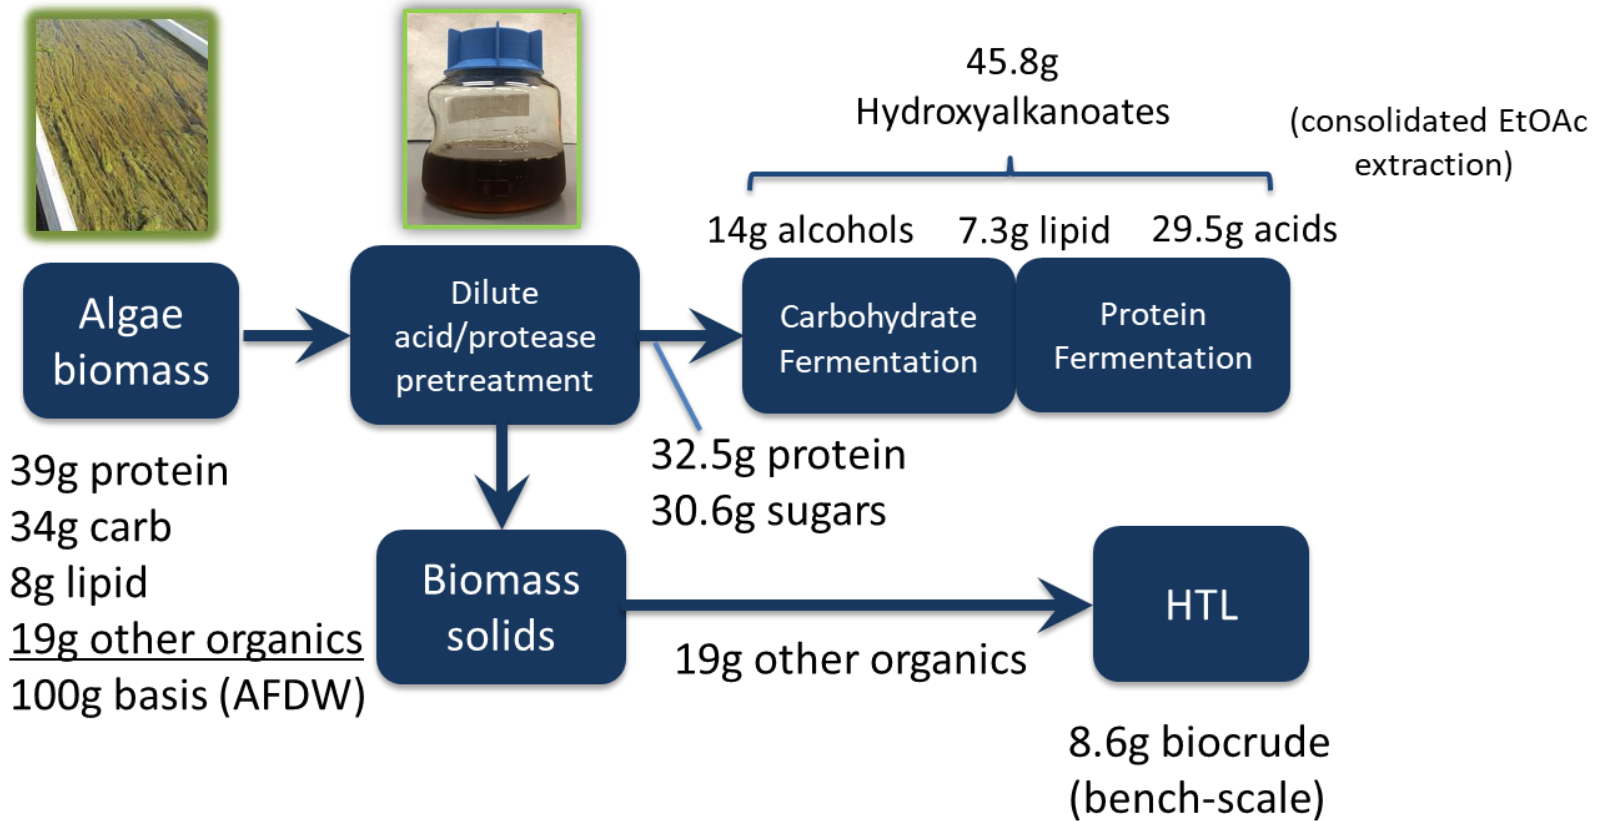 45.8g
Hydroxyalkanoates
(consolidated EtOAc
extraction)
14g alcohols
7.3g lipid
29.5g acids
Algae
biomass
Dilute
acid/protease
pretreatment
Carbohydrate
Fermentation
Protein
Fermentation
39g protein
34g carb
8g lipid
19g other organics
100g basis (AFDW)
32.5g protein
30.6g sugars
Biomass
solids
19g other organics
HTL
8.6g biocrude
(bench-scale)